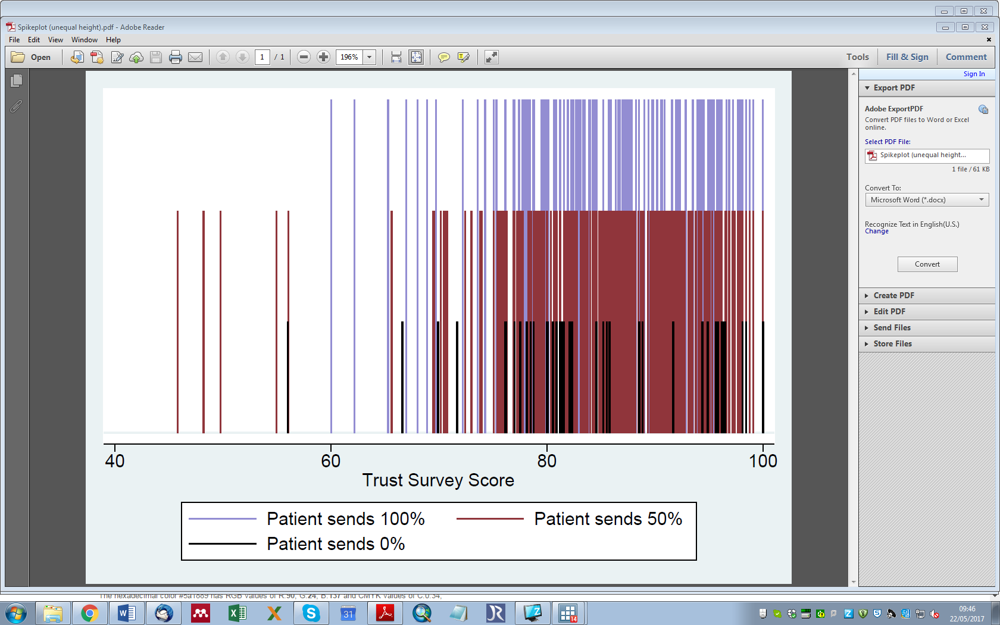 Spikeplot (unequal height).pdf - Adobe Reader
File Edit View Window Help
Open 1 / 1 196% Tools Fill & Sign Comment
Sign In
Export PDF
Adobe ExportPDF
Convert PDF files to Word or Excel
online.
Select PDF File:
Spikeplot (unequal height...
1 file / 61 KB
Convert To:
Microsoft Word (*.docx)
Recognize Text in English(U.S.)
Change
Convert
Create PDF
Edit PDF
Send Files
Store Files
40 60 80 100
Trust Survey Score
Patient sends 100% Patient sends 50%
Patient sends 0%
The hexadecimal color #5a1889 has RGB values of R:90, G:24, B:137 and CMYK values of C:0.34,
31
14
09:46
22/05/2017